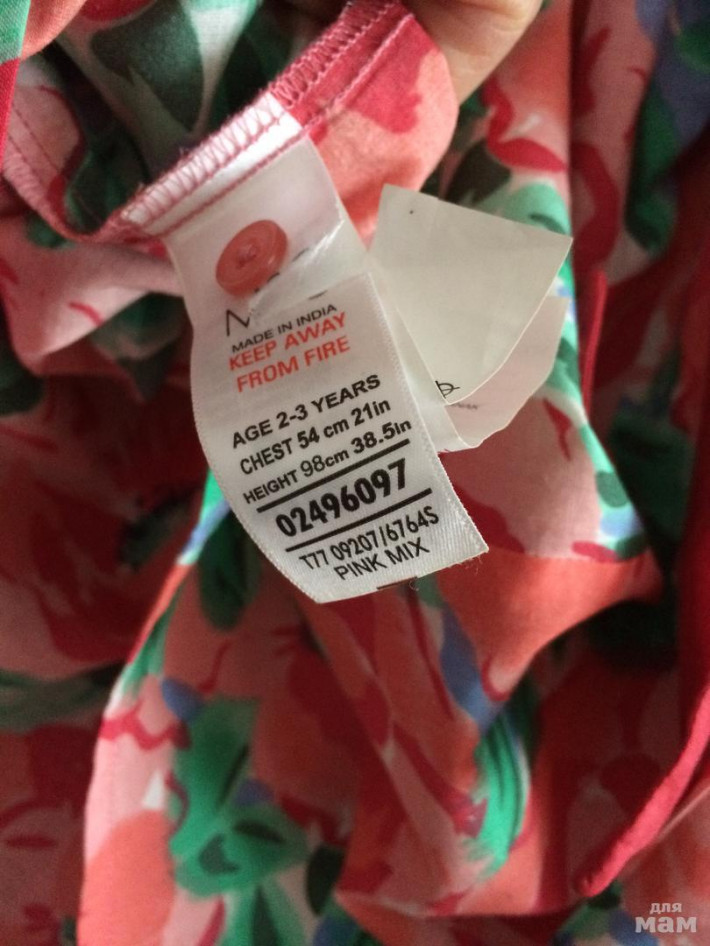 MADE IN INDIA
KEEP AWAY
FROM FIRE
AGE 2-3 YEARS
CHEST 54 cm 21in
HEIGHT 98cm 38.5in
02496097
T77 09207/6764S
PINK MIX
для
мам